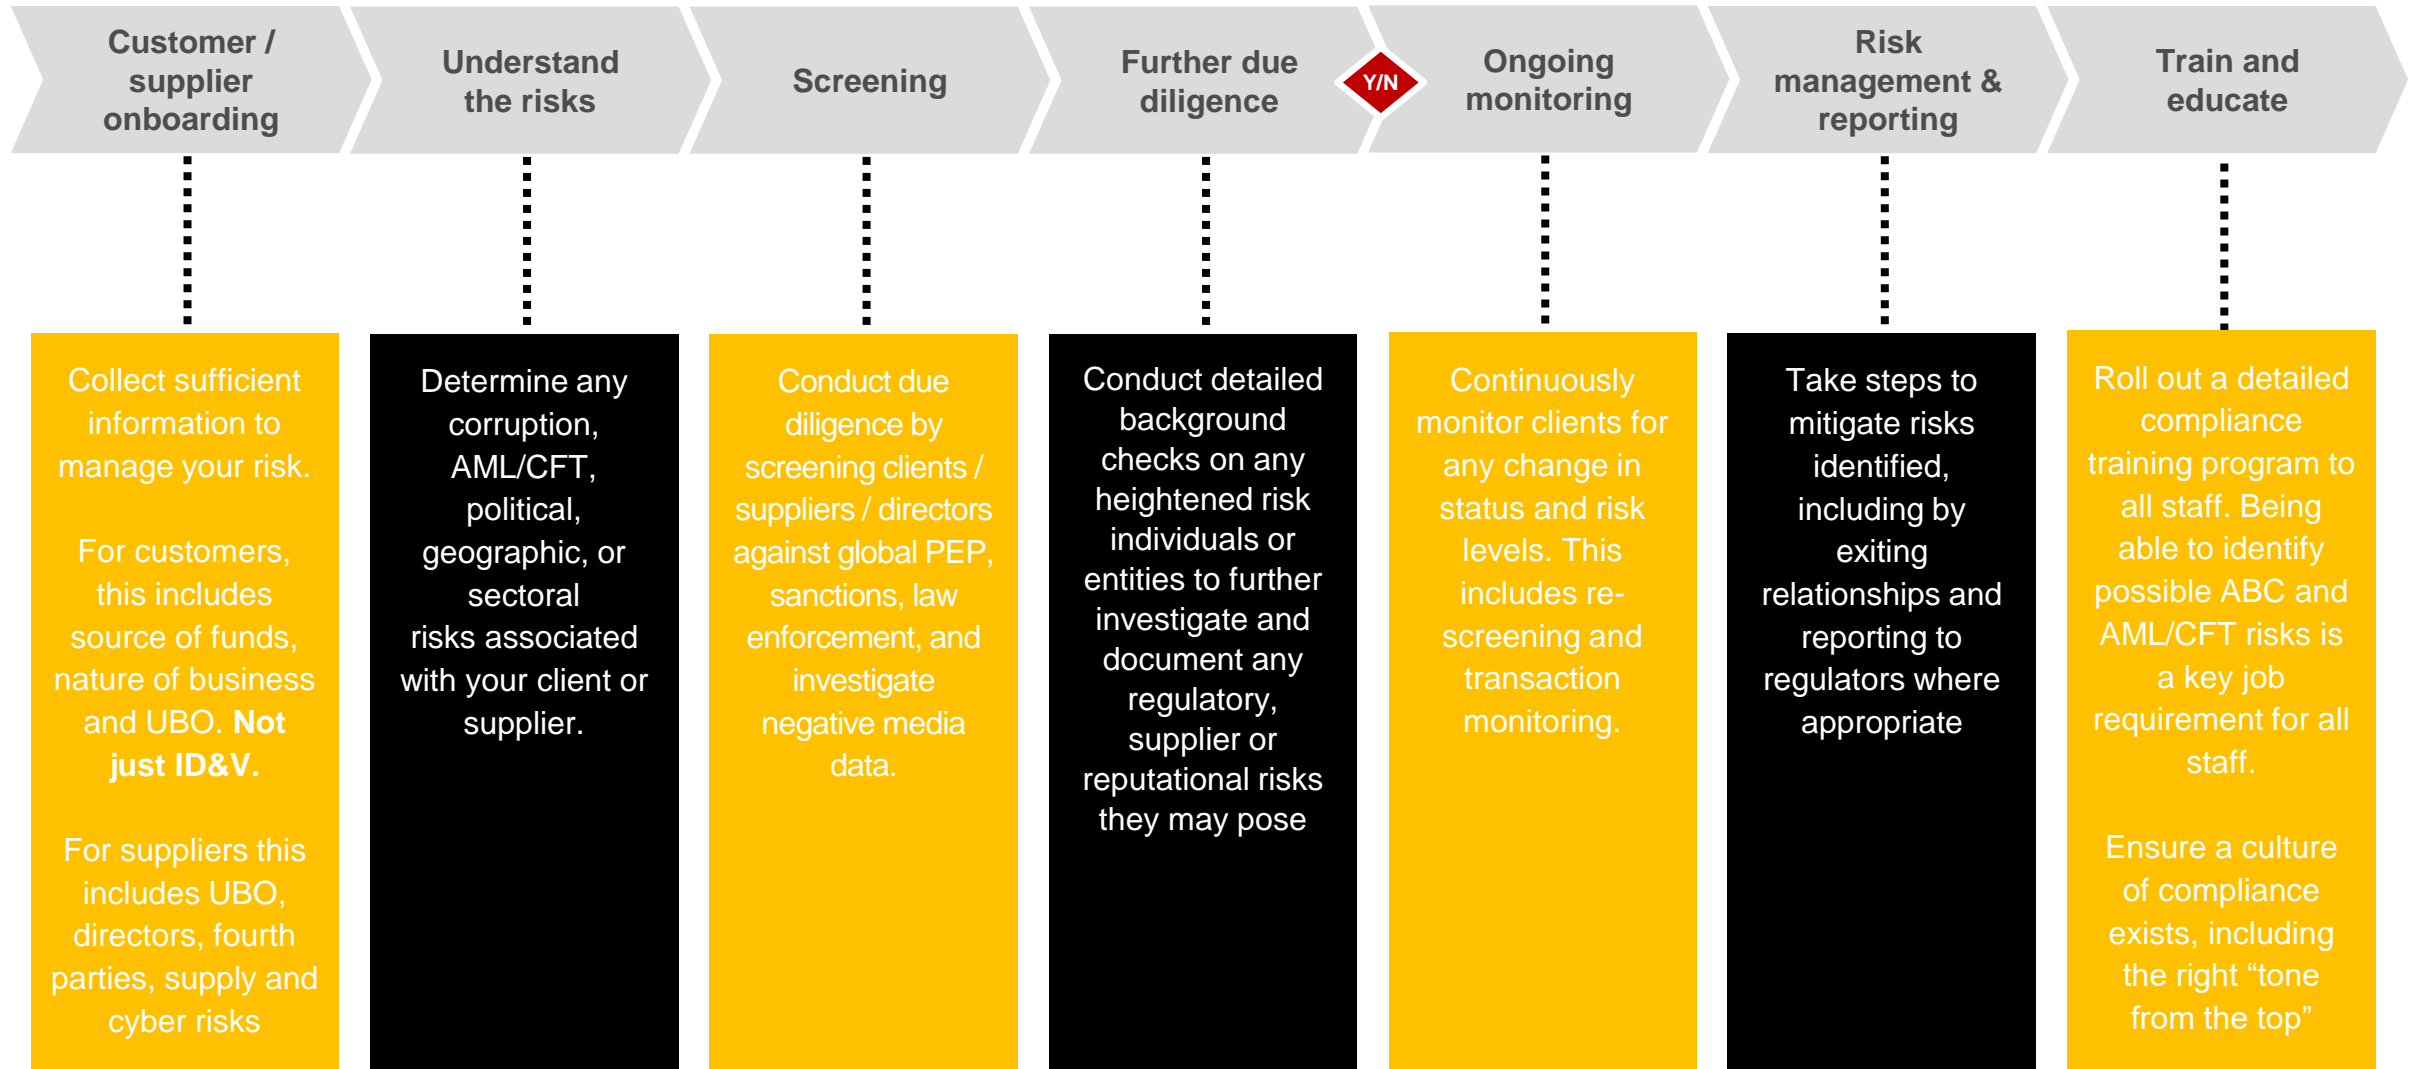 Customer /
supplier
onboarding
Understand
the risks
Screening
Further due
diligence
Y/N
Ongoing
monitoring
Risk
management &
reporting
Train and
educate
Collect sufficient
information to
manage your risk.
For customers,
this includes
source of funds,
nature of business
and UBO. Not
just ID&V.
For suppliers this
includes UBO,
directors, fourth
parties, supply and
cyber risks
Determine any
corruption,
AML/CFT,
political,
geographic, or
sectoral
risks associated
with your client or
supplier.
Conduct due
diligence by
screening clients /
suppliers / directors
against global PEP,
sanctions, law
enforcement, and
investigate
negative media
data.
Conduct detailed
background
checks on any
heightened risk
individuals or
entities to further
investigate and
document any
regulatory,
supplier or
reputational risks
they may pose
Continuously
monitor clients for
any change in
status and risk
levels. This
includes re-
screening and
transaction
monitoring.
Take steps to
mitigate risks
identified,
including by
exiting
relationships and
reporting to
regulators where
appropriate
Roll out a detailed
compliance
training program to
all staff. Being
able to identify
possible ABC and
AML/CFT risks is
a key job
requirement for all
staff.
Ensure a culture
of compliance
exists, including
the right “tone
from the top”